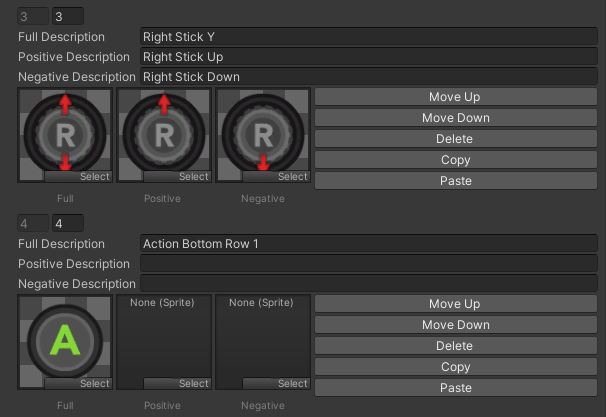 3 3
Full Description Right Stick Y
Positive Description Right Stick Up
Negative Description Right Stick Down
R R R
Select Select Select
Full Positive Negative
Move Up
Move Down
Delete
Copy
Paste
4 4
Full Description Action Bottom Row 1
Positive Description
Negative Description
A None (Sprite) None (Sprite)
Select Select Select
Full Positive Negative
Move Up
Move Down
Delete
Copy
Paste